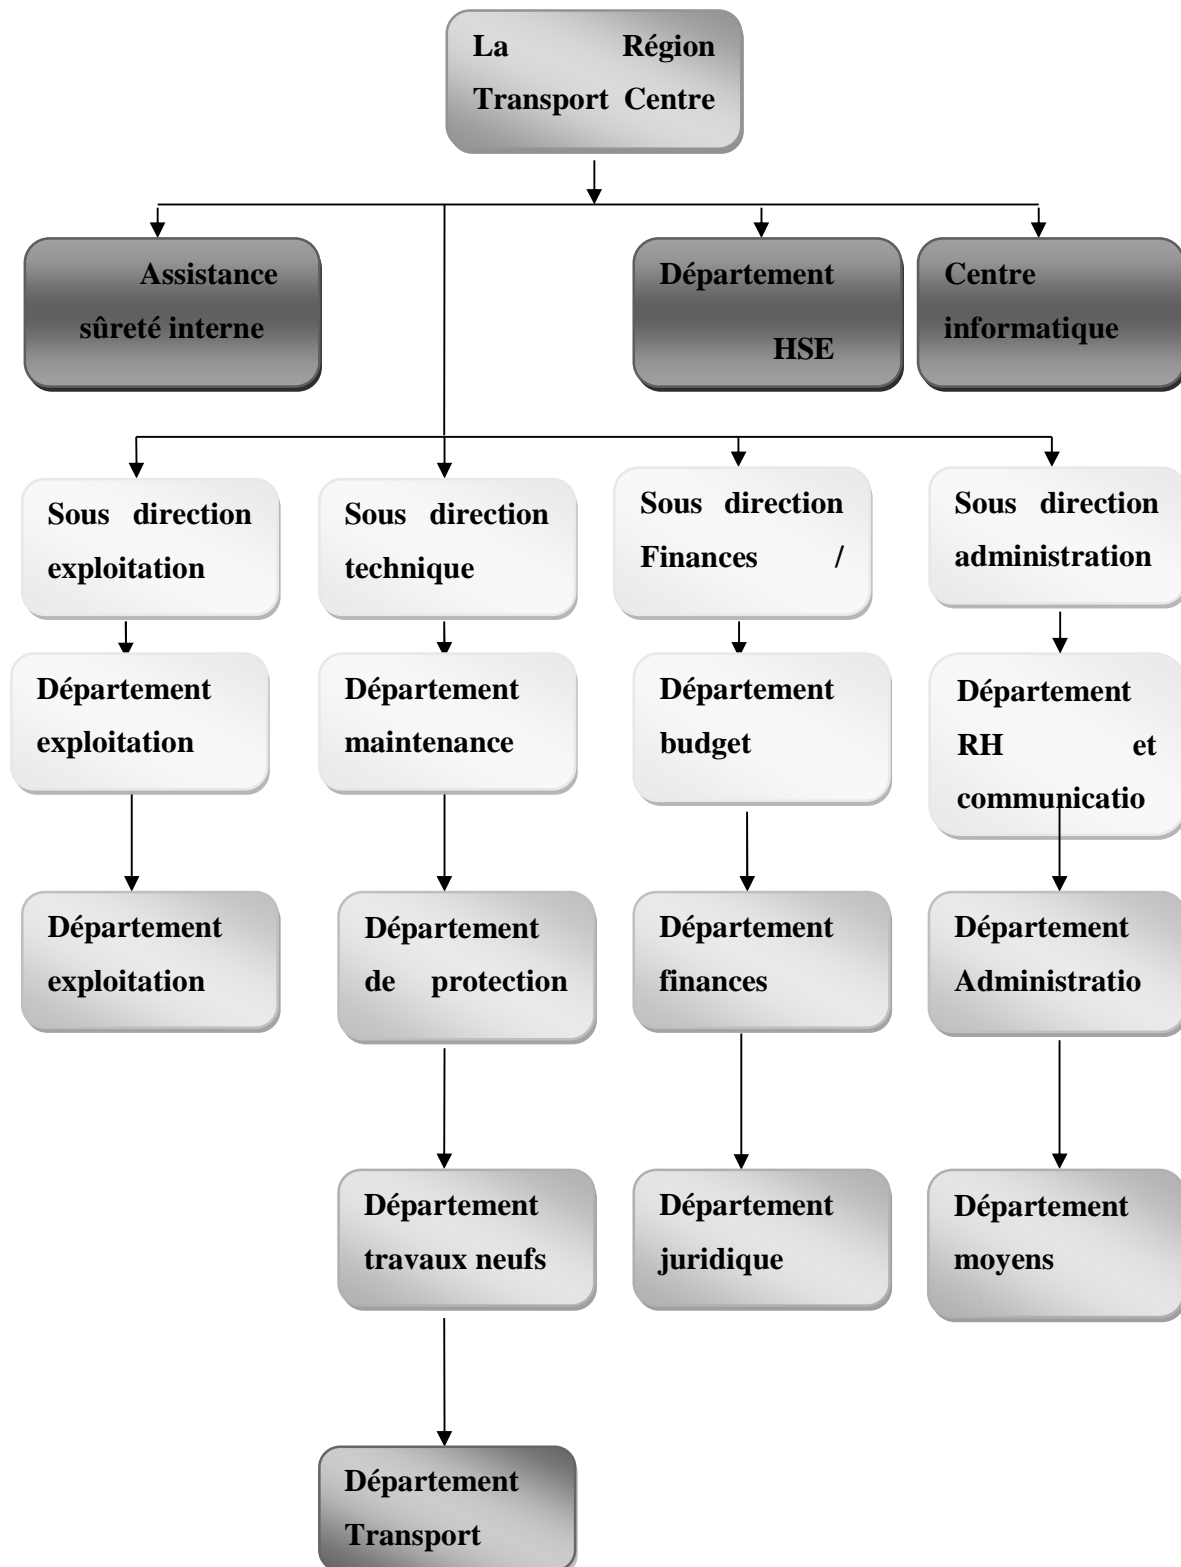 La Région
Transport Centre
Assistance
sûreté interne
Département
HSE
Centre
informatique
Sous direction
exploitation
Sous direction
technique
Sous direction
Finances /
Sous direction
administration
Département
exploitation
Département
maintenance
Département
budget
Département
RH et
communicatio
Département
exploitation
Département
de protection
Département
finances
Département
Administratio
Département
travaux neufs
Département
juridique
Département
moyens
Département
Transport